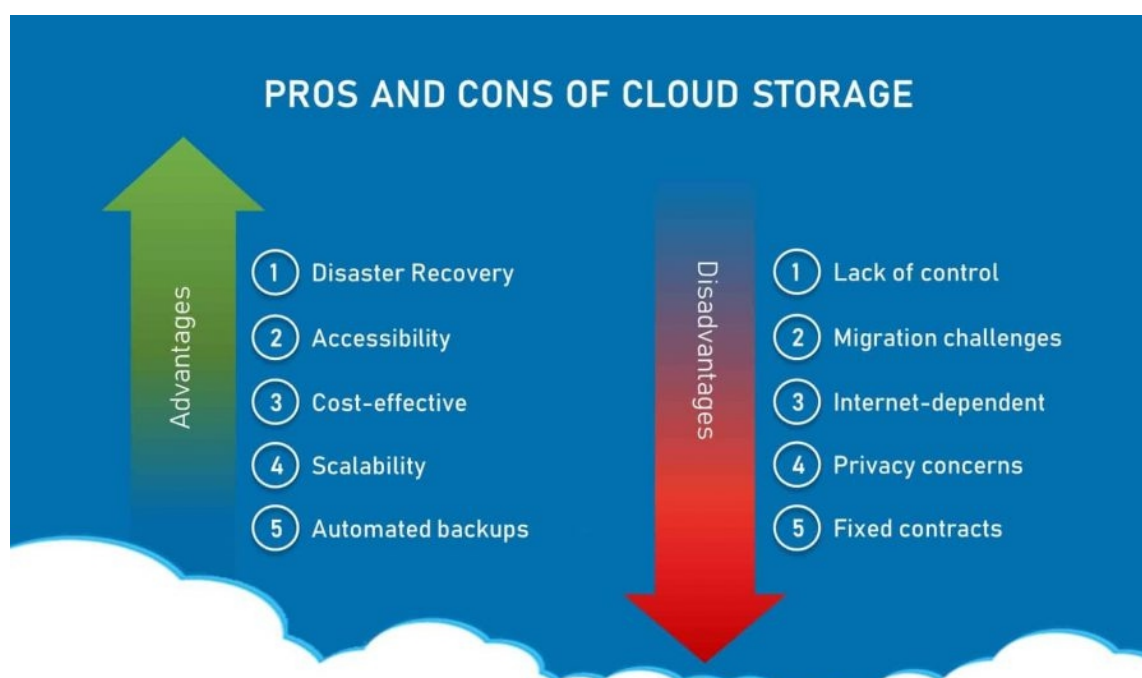 PROS AND CONS OF CLOUD STORAGE
Advantages
1 Disaster Recovery
2 Accessibility
3 Cost-effective
4 Scalability
5 Automated backups
Disadvantages
1 Lack of control
2 Migration challenges
3 Internet-dependent
4 Privacy concerns
5 Fixed contracts